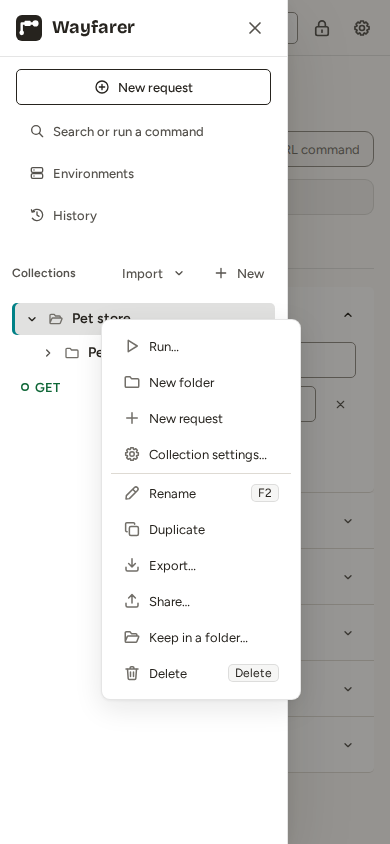 Wayfarer
New request
RL command
Search or run a command
Environments
History
Collections Import New
Pet store
Run...
Pe
New folder
GET
New request
Collection settings...
Rename F2
Duplicate
Export...
Share...
Keep in a folder...
Delete Delete